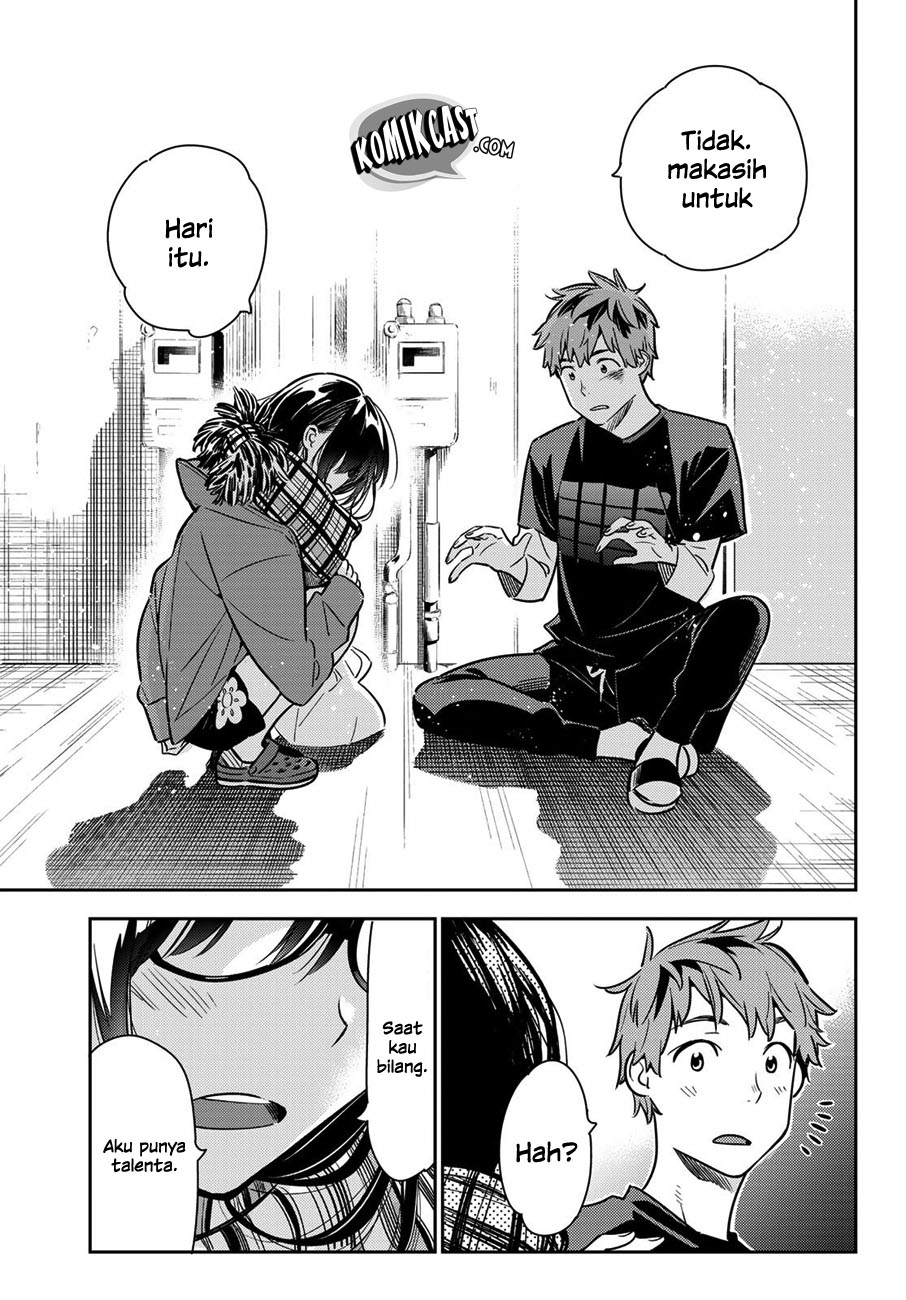 KOMIKCAST
.COM
Tidak.
makasih
untuk
Hari
itu.
Hah?
Saat
kau
bilang.
Aku punya
talenta.